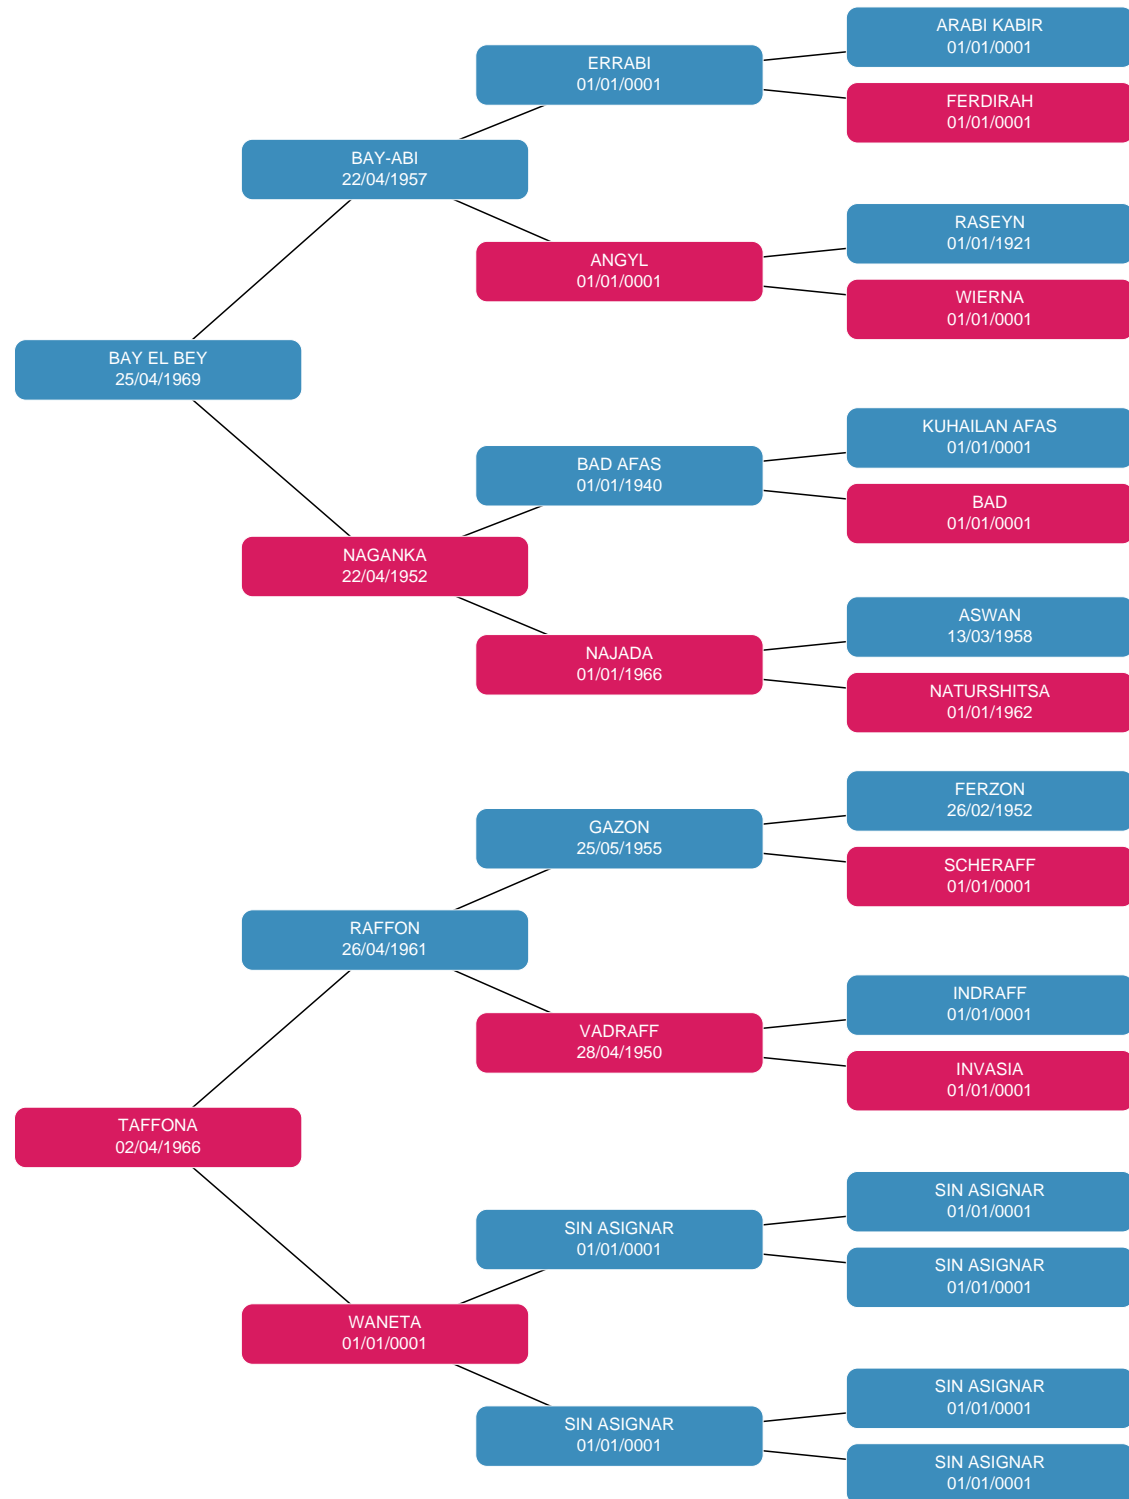 ARABI KABIR
01/01/0001
ERRABI
01/01/0001
FERDIRAH
01/01/0001
BAY-ABI
22/04/1957
RASEYN
01/01/1921
ANGYL
01/01/0001
WIERNA
01/01/0001
BAY EL BEY
25/04/1969
KUHAILAN AFAS
01/01/0001
BAD AFAS
01/01/1940
BAD
01/01/0001
NAGANKA
22/04/1952
ASWAN
13/03/1958
NAJADA
01/01/1966
NATURSHITSA
01/01/1962
FERZON
26/02/1952
GAZON
25/05/1955
SCHERAFF
01/01/0001
RAFFON
26/04/1961
INDRAFF
01/01/0001
VADRAFF
28/04/1950
INVASIA
01/01/0001
TAFFONA
02/04/1966
SIN ASIGNAR
01/01/0001
SIN ASIGNAR
01/01/0001
SIN ASIGNAR
01/01/0001
WANETA
01/01/0001
SIN ASIGNAR
01/01/0001
SIN ASIGNAR
01/01/0001
SIN ASIGNAR
01/01/0001